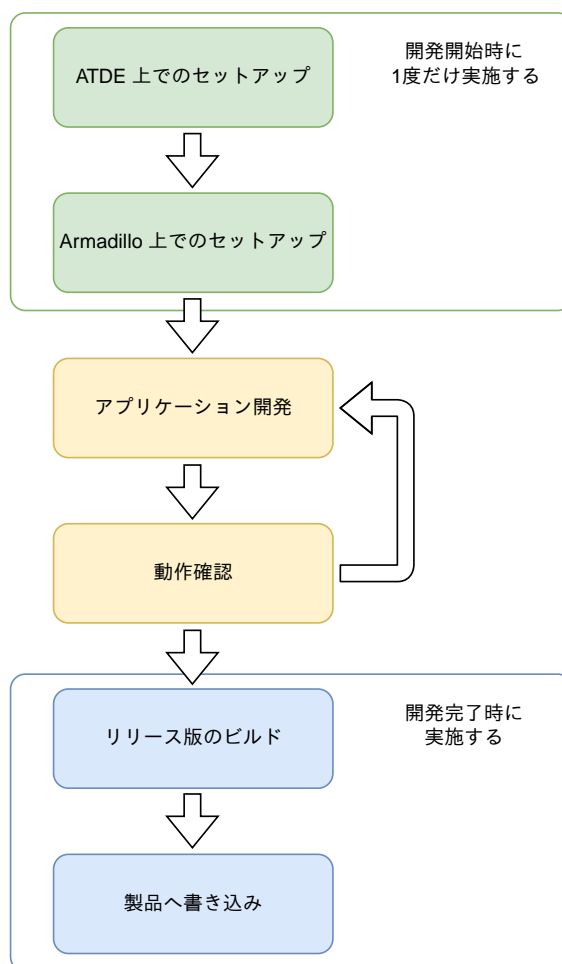 ATDE 上でのセットアップ
開発開始時に
1度だけ実施する
Armadillo 上でのセットアップ
アプリケーション開発
動作確認
リリース版のビルド
開発完了時に
実施する
製品へ書き込み